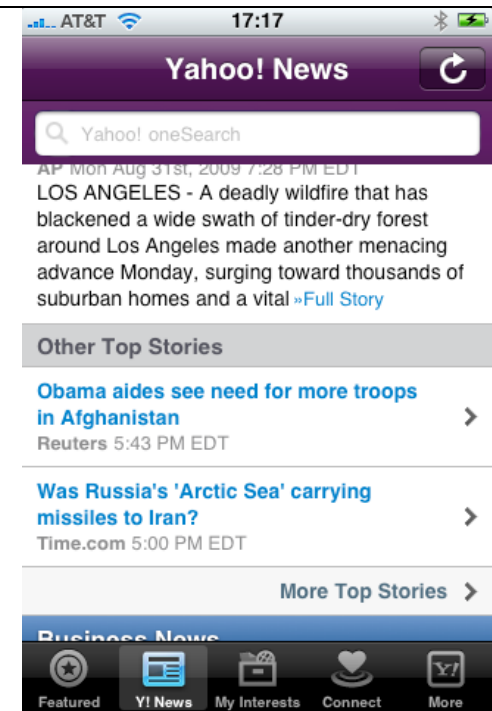 AT&T 17:17
Yahoo! News
Yahoo! oneSearch
AP Mon Aug 31st, 2009 7:28 PM EDT
LOS ANGELES - A deadly wildfire that has
blackened a wide swath of tinder-dry forest
around Los Angeles made another menacing
advance Monday, surging toward thousands of
suburban homes and a vital »Full Story
Other Top Stories
Obama aides see need for more troops
in Afghanistan
Reuters 5:43 PM EDT
Was Russia's 'Arctic Sea' carrying
missiles to Iran?
Time.com 5:00 PM EDT
More Top Stories
Business News
Y!
Featured Y! News My Interests Connect More